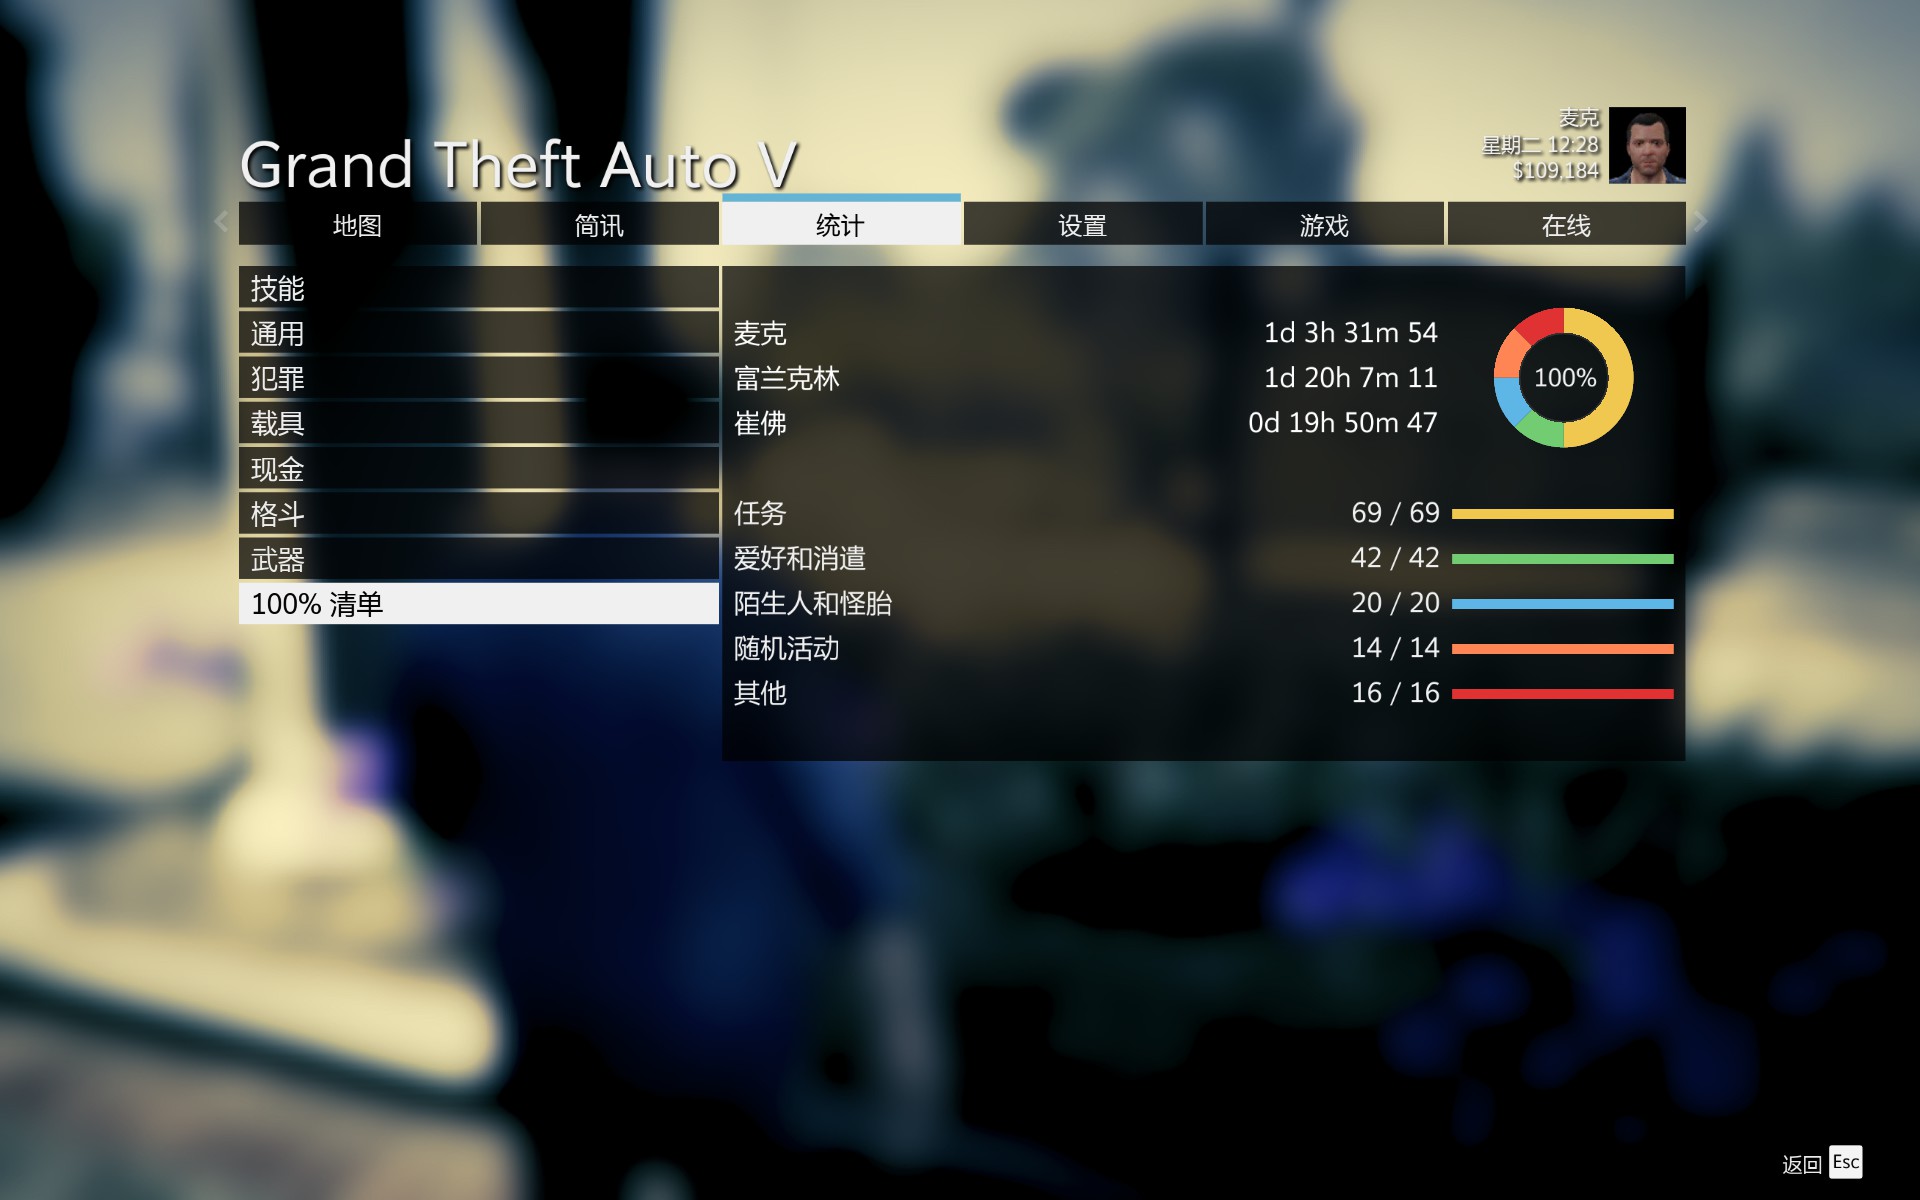 麦克
星期二 12:28
$109,184
Grand Theft Auto V
地图 简讯 统计 设置 游戏 在线
技能
通用
犯罪
载具
现金
格斗
武器
100% 清单
麦克 1d 3h 31m 54
富兰克林 1d 20h 7m 11
崔佛 0d 19h 50m 47
100%
任务 69 / 69
爱好和消遣 42 / 42
陌生人和怪胎 20 / 20
随机活动 14 / 14
其他 16 / 16
返回 Esc